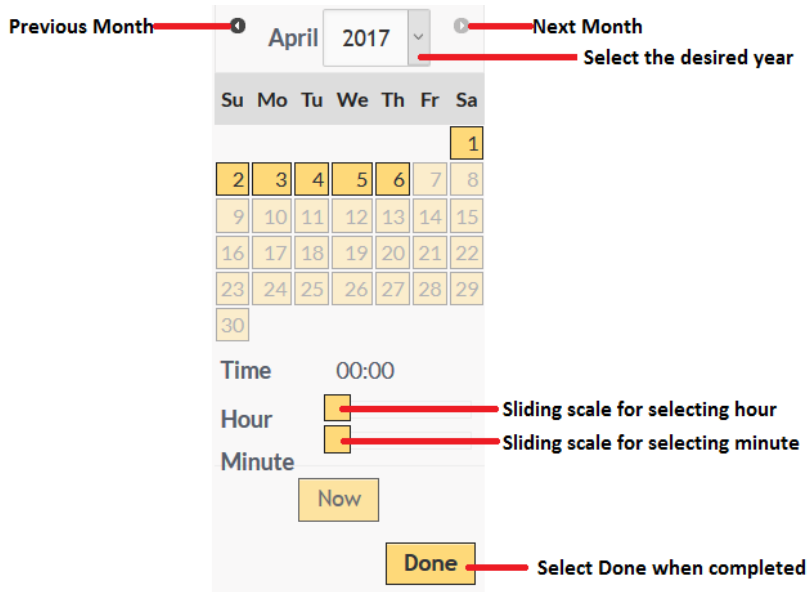 Previous Month
April 2017
Next Month
Select the desired year
Su Mo Tu We Th Fr Sa
1
2 3 4 5 6 7 8
9 10 11 12 13 14 15
16 17 18 19 20 21 22
23 24 25 26 27 28 29
30
Time 00:00
Hour
Sliding scale for selecting hour
Minute
Sliding scale for selecting minute
Now
Done
Select Done when completed